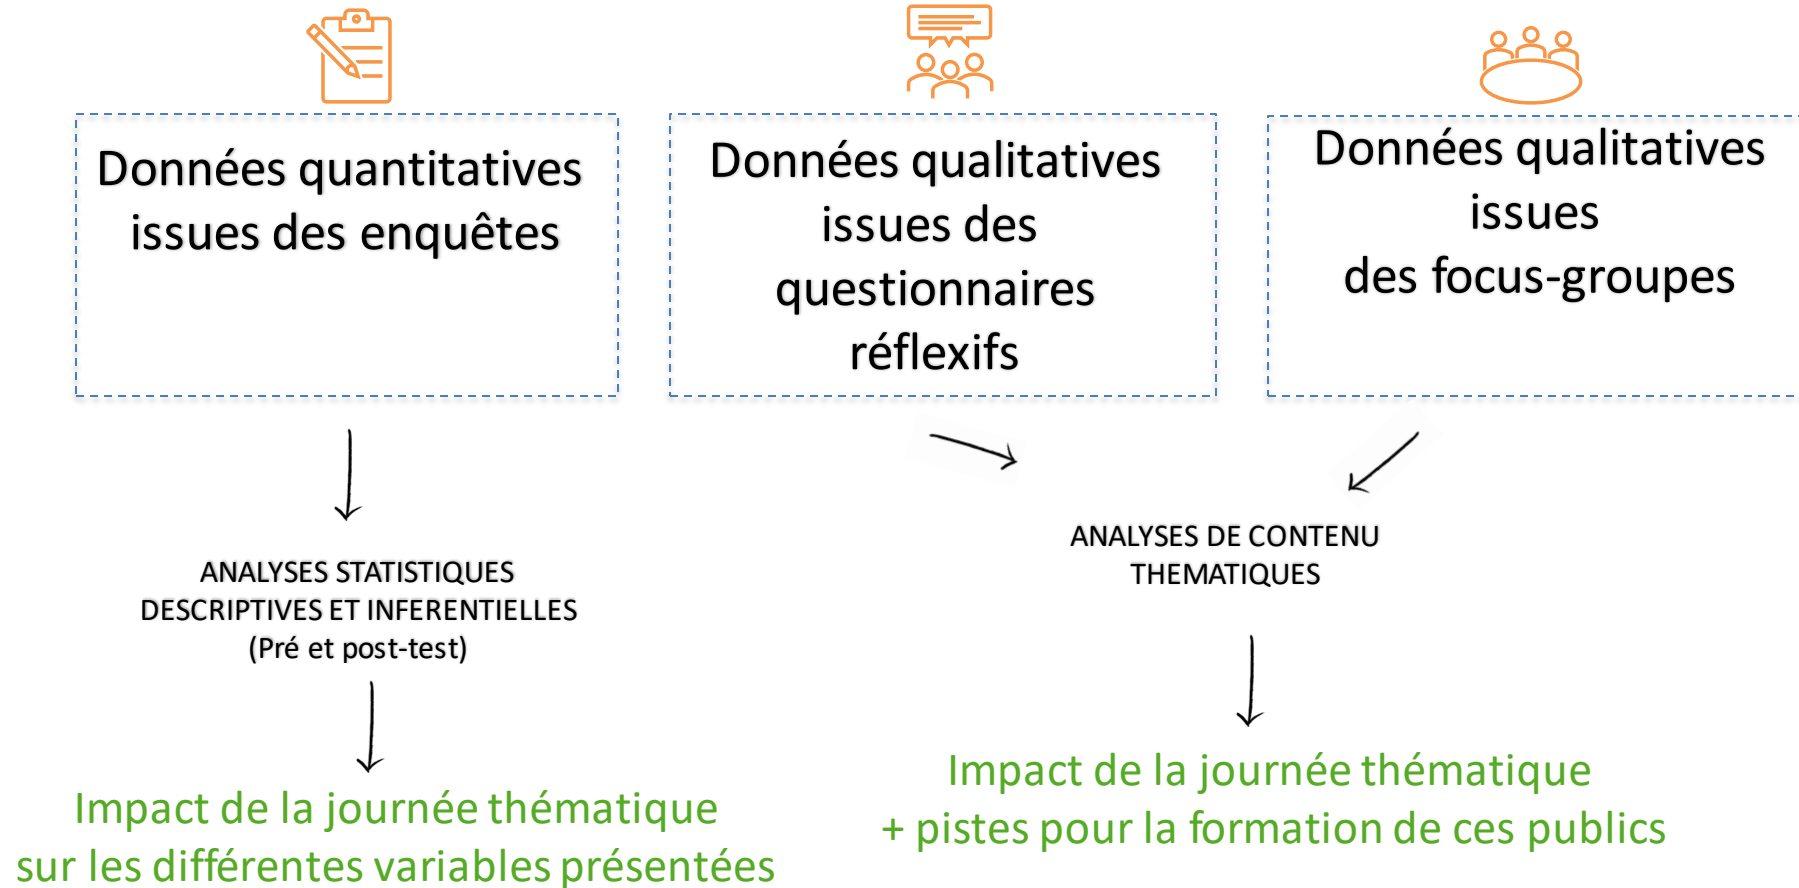 Données quantitatives
issues des enquêtes
Données qualitatives
issues des
questionnaires
réflexifs
Données qualitatives
issues
des focus-groupes
ANALYSES STATISTIQUES
DESCRIPTIVES ET INFERENTIELLES
(Pré et post-test)
ANALYSES DE CONTENU
THEMATIQUES
Impact de la journée thématique
sur les différentes variables présentées
Impact de la journée thématique
+ pistes pour la formation de ces publics